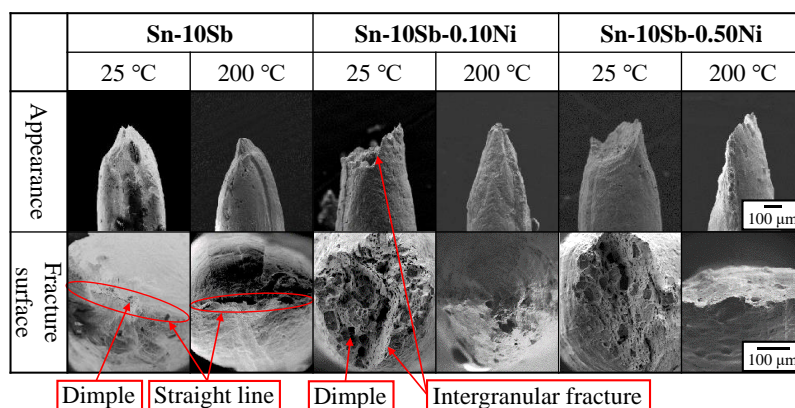 Sn-10Sb Sn-10Sb-0.10Ni Sn-10Sb-0.50Ni
25 °C 200 °C 25 °C 200 °C 25 °C 200 °C
Appearance
100 μm
Fracture
surface
100 μm
Dimple Straight line Dimple Intergranular fracture